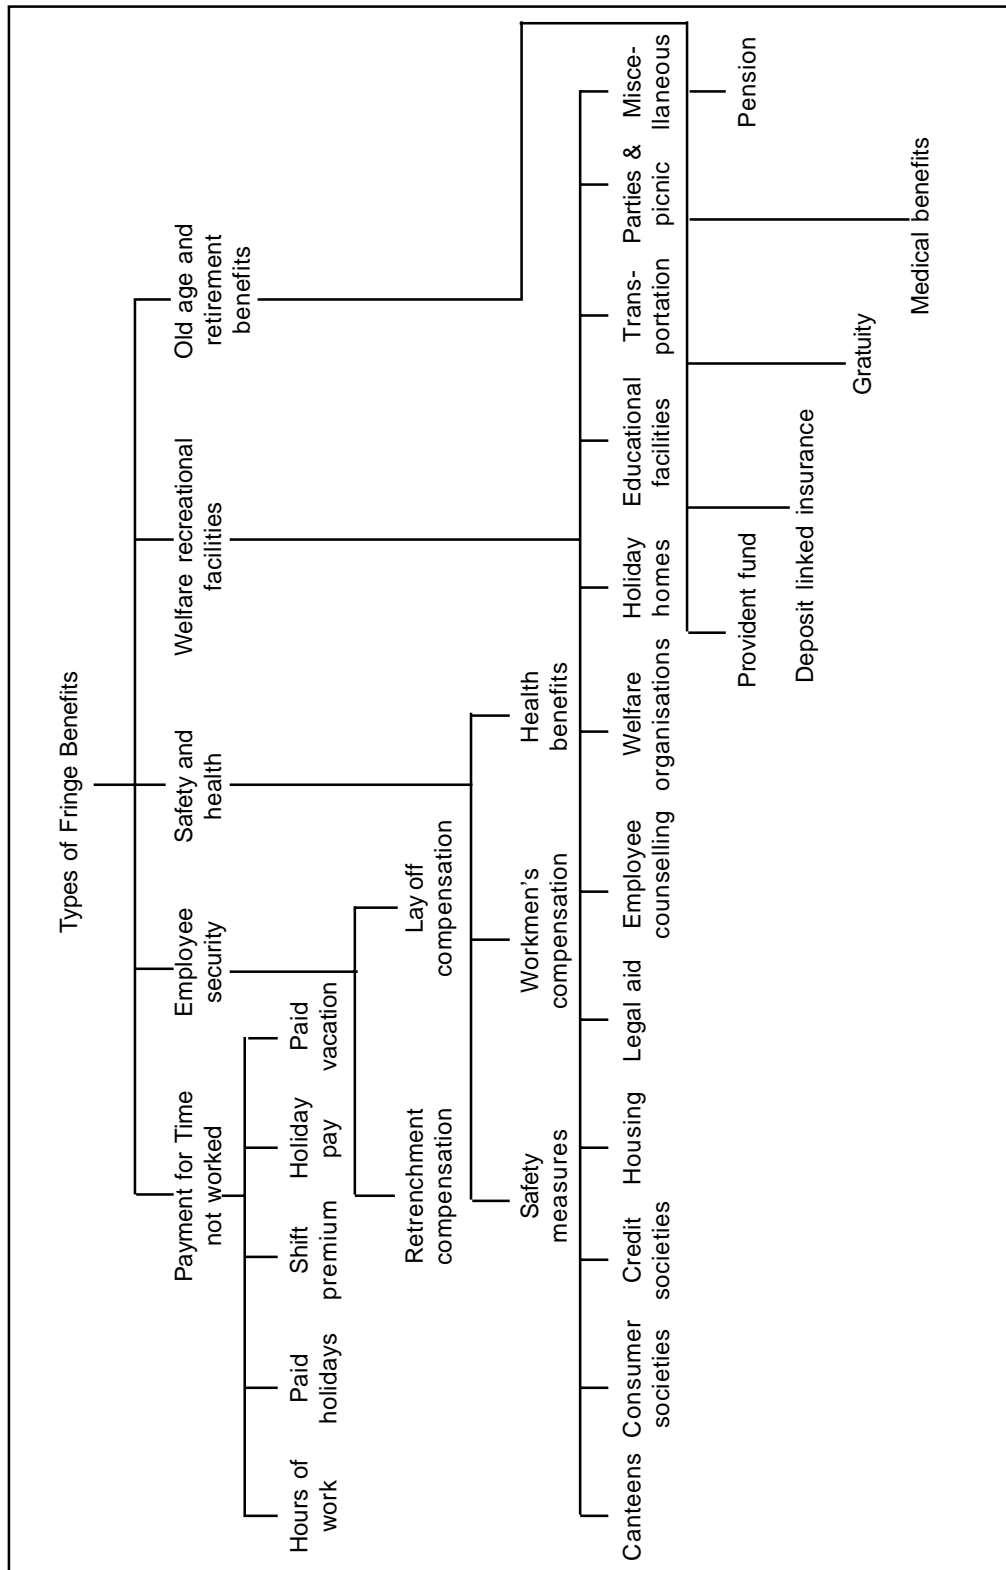 Types of Fringe Benefits
Payment for Time
not worked
Employee
security
Safety and
health
Welfare recreational
facilities
Old age and
retirement
benefits
Hours of
work
Paid
holidays
Shift
premium
Holiday
pay
Paid
vacation
Retrenchment
compensation
Lay off
compensation
Safety
measures
Workmen's
compensation
Health
benefits
Canteens
Consumer
societies
Credit
societies
Housing
Legal aid
Employee
counselling
Welfare
organisations
Holiday
homes
Educational
facilities
Trans-
portation
Parties &
picnic
Misce-
llaneous
Provident fund
Deposit linked insurance
Gratuity
Medical benefits
Pension